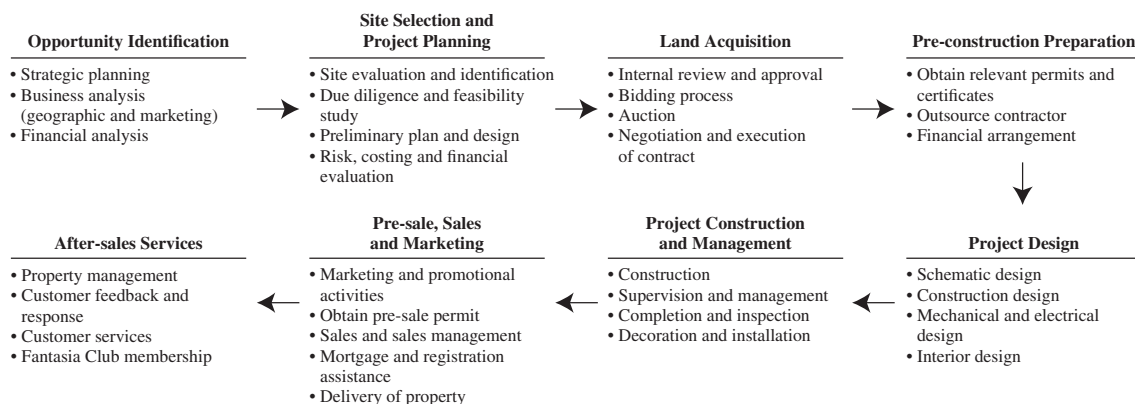 Opportunity Identification
• Strategic planning
• Business analysis
(geographic and marketing)
• Financial analysis
Site Selection and
Project Planning
• Site evaluation and identification
• Due diligence and feasibility
study
• Preliminary plan and design
• Risk, costing and financial
evaluation
Land Acquisition
• Internal review and approval
• Bidding process
• Auction
• Negotiation and execution
of contract
Pre-construction Preparation
• Obtain relevant permits and
certificates
• Outsource contractor
• Financial arrangement
Project Design
• Schematic design
• Construction design
• Mechanical and electrical
design
• Interior design
Project Construction
and Management
• Construction
• Supervision and management
• Completion and inspection
• Decoration and installation
Pre-sale, Sales
and Marketing
• Marketing and promotional
activities
• Obtain pre-sale permit
• Sales and sales management
• Mortgage and registration
assistance
• Delivery of property
After-sales Services
• Property management
• Customer feedback and
response
• Customer services
• Fantasia Club membership